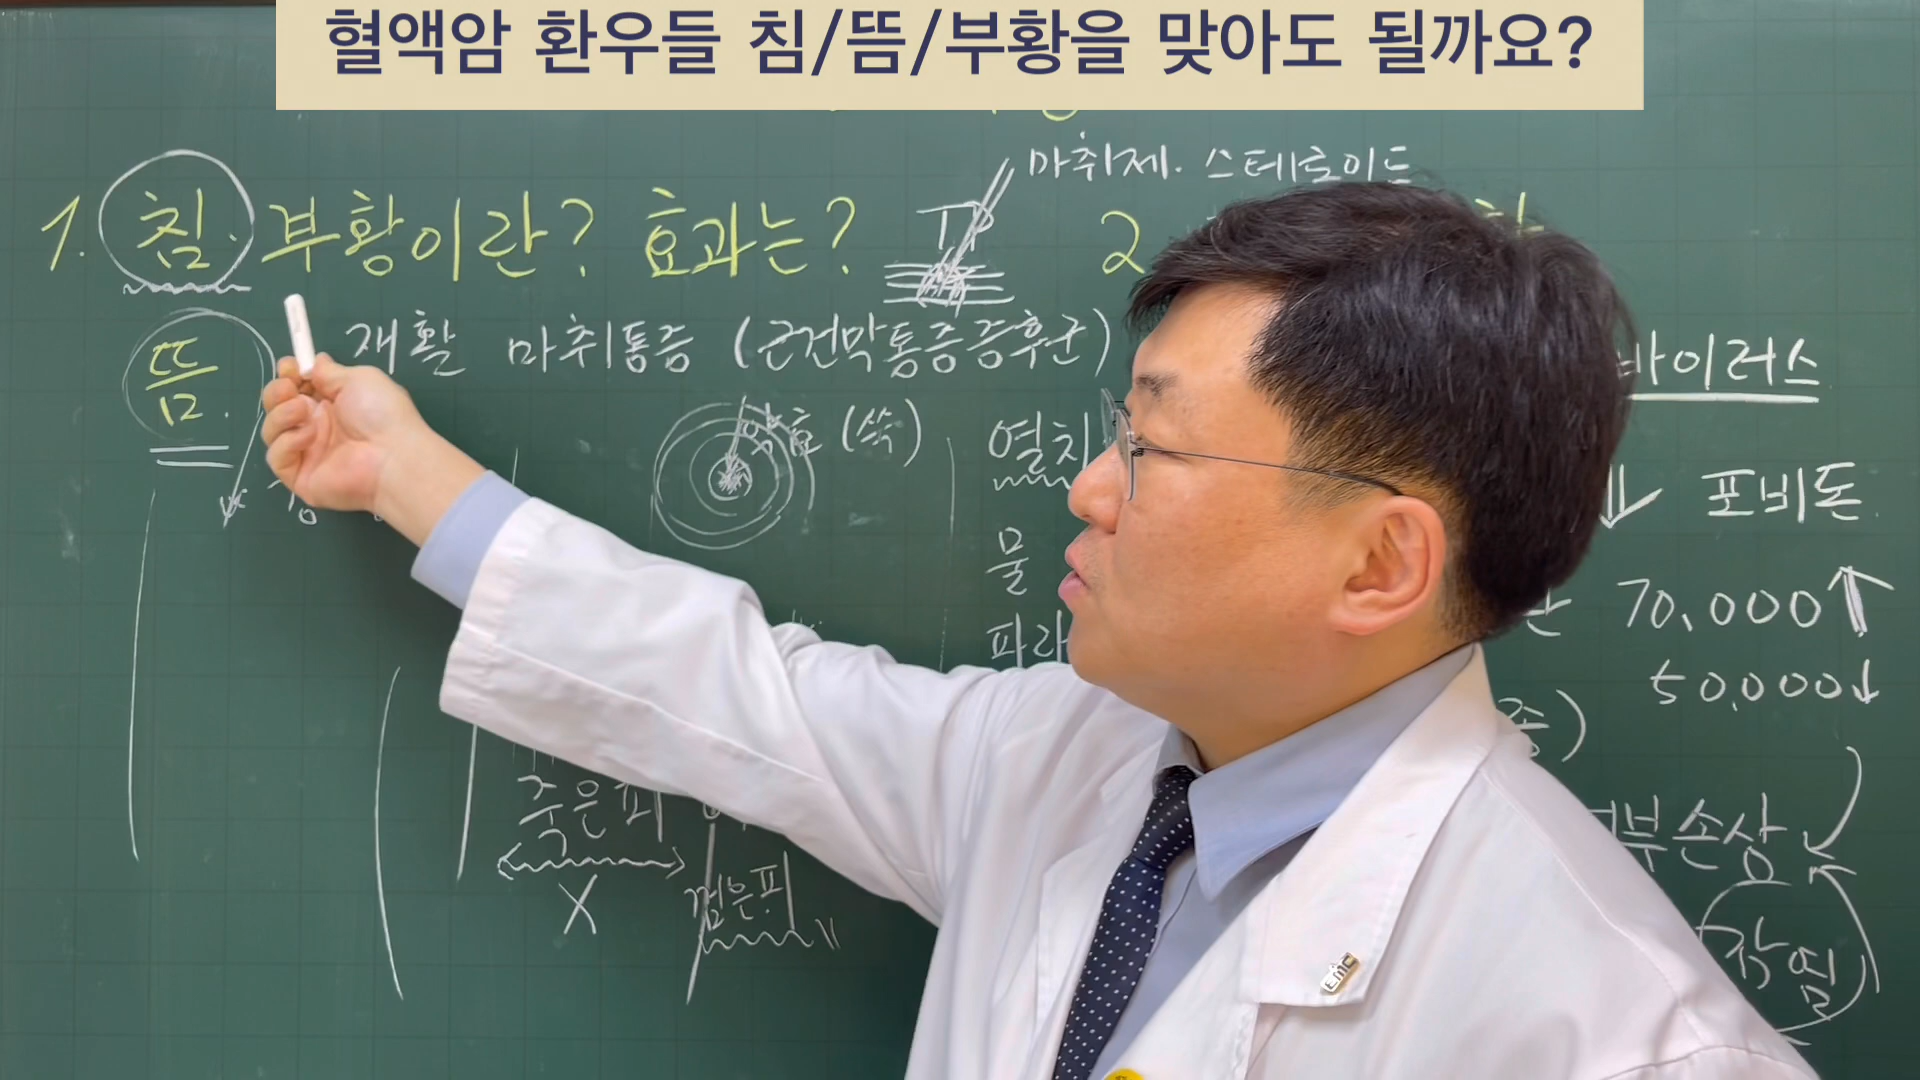 혈액암 환우들 침/뜸/부황을 맞아도 될까요?
마취제. 스테로이드
1. 침. 부황이란? 효과는?
TP
2
뜸.
재활 마취통증 (근건막통증증후군)
바이러스
약효 (쑥)
열치
포비돈
물
70,000↑
파라
50,000↓
죽은피
X
검은피
부손상
작열
EMC